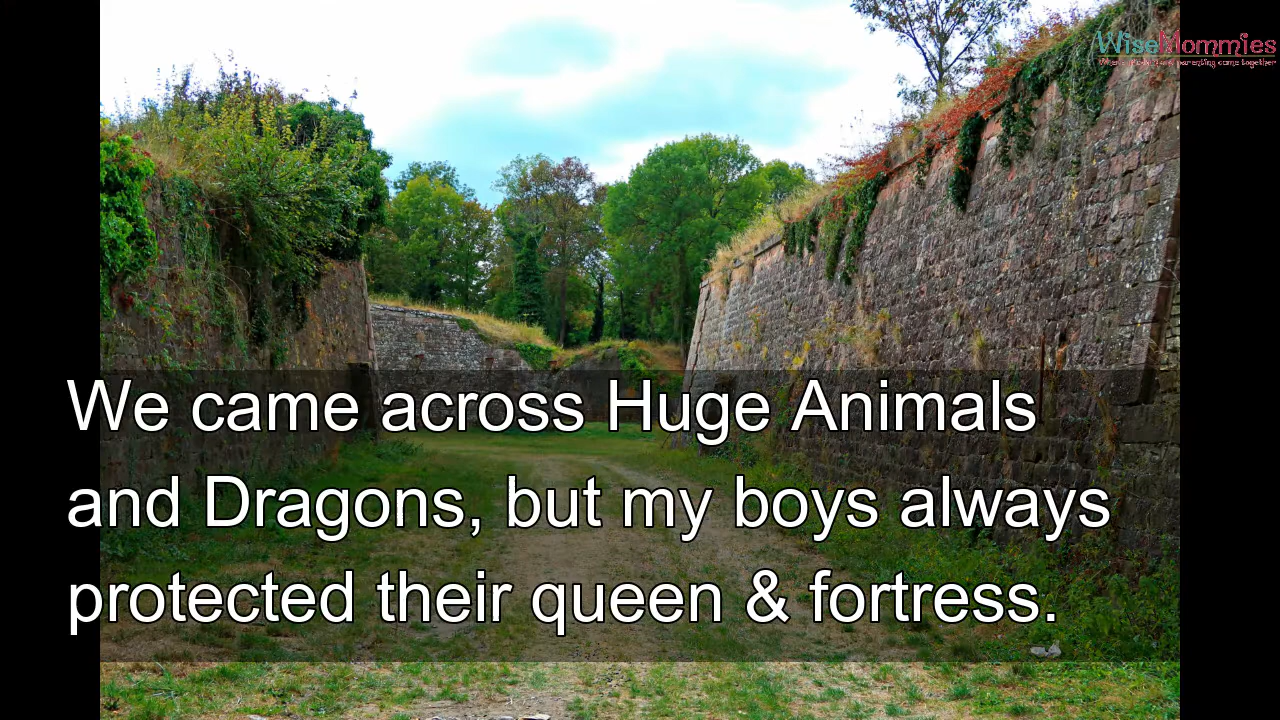 WiseMommies
We came across Huge Animals
and Dragons, but my boys always
protected their queen & fortress.